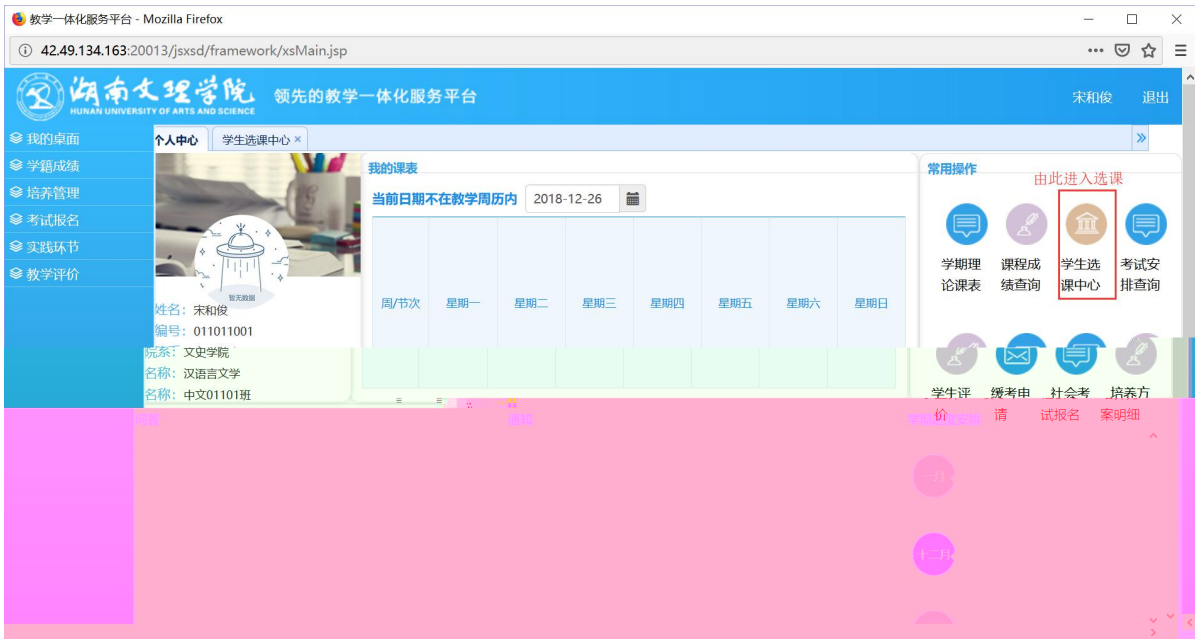 教学一体化服务平台 - Mozilla Firefox
42.49.134.163:20013/jsxsd/framework/xsMain.jsp
湖南文理学院
HUNAN UNIVERSITY OF ARTS AND SCIENCE
领先的教学一体化服务平台
宋和俊 退出
我的桌面
学籍成绩
培养管理
考试报名
实践环节
教学评价
个人中心 学生选课中心 ×
暂无数据
姓名: 宋和俊
编号: 011011001
院系: 文史学院
名称: 汉语言文学
名称: 中文01101班
我的课表
当前日期不在教学周历内 2018-12-26
周/节次 星期一 星期二 星期三 星期四 星期五 星期六 星期日
常用操作
由此进入选课
学期理论课表
课程成绩查询
学生选课中心
考试安排查询
学生评价
缓考申请
社会考试报名
培养方案明细
通知
一月
十二月